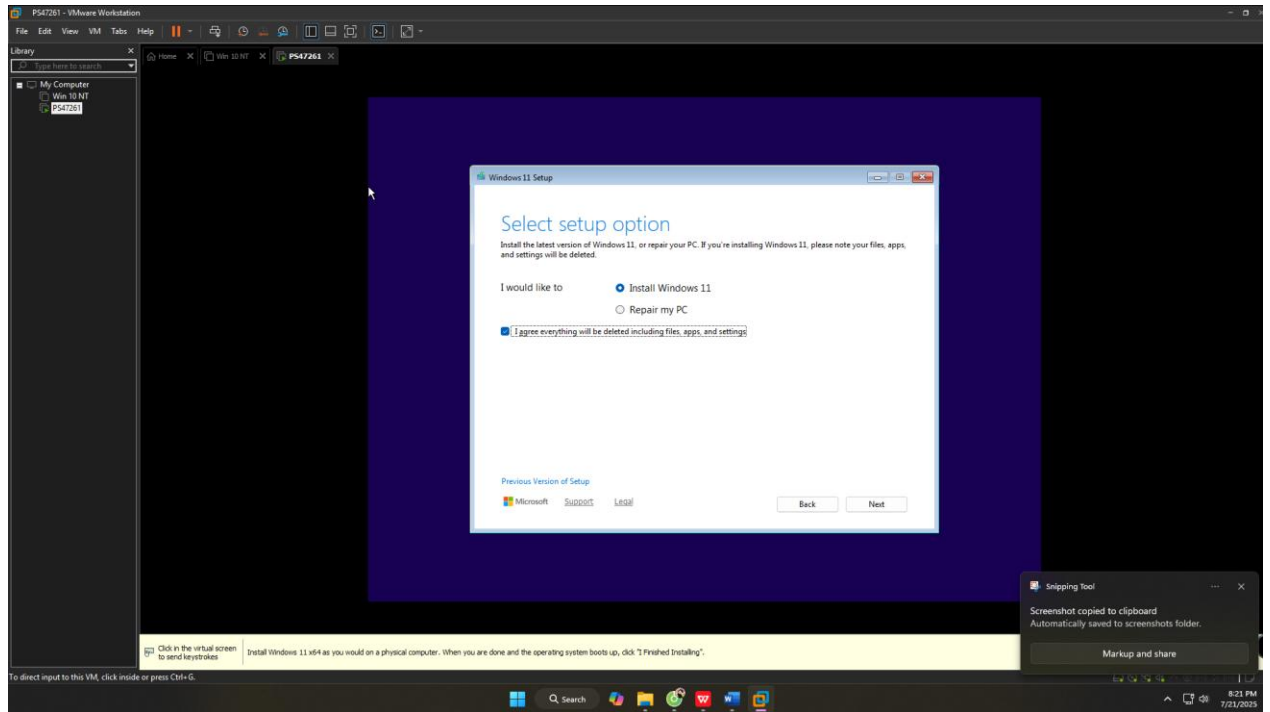 PS47261 - VMware Workstation
File Edit View VM Tabs Help
Library
Type here to search
My Computer
Win 10 NT
PS47261
Home
Win 10 NT
PS47261
Windows 11 Setup
Select setup option
Install the latest version of Windows 11, or repair your PC. If you're installing Windows 11, please note your files, apps,
and settings will be deleted.
I would like to
Install Windows 11
Repair my PC
I agree everything will be deleted including files, apps, and settings
Previous Version of Setup
Microsoft Support Legal
Back Next
Snipping Tool
Screenshot copied to clipboard
Automatically saved to screenshots folder.
Markup and share
Click in the virtual screen
to send keystrokes
Install Windows 11 x64 as you would on a physical computer. When you are done and the operating system boots up, click "I Finished Installing".
To direct input to this VM, click inside or press Ctrl+G.
Search
8:21 PM
7/21/2025